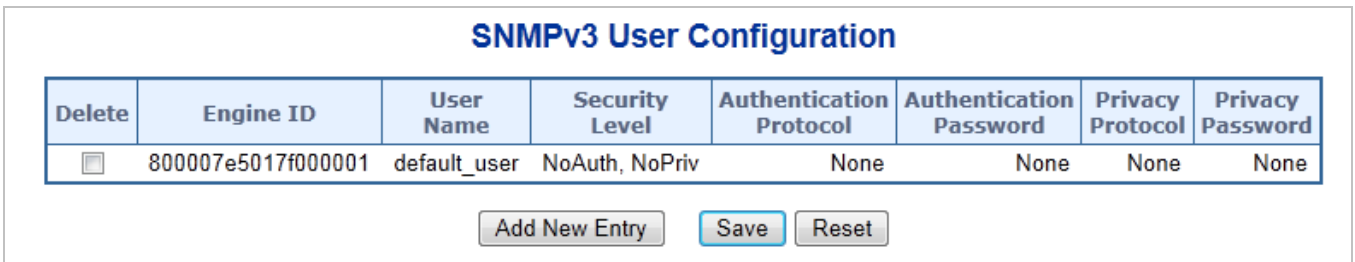 SNMPv3 User Configuration
Delete Engine ID User Name Security Level Authentication Protocol Authentication Password Privacy Protocol Privacy Password
800007e5017f000001 default_user NoAuth, NoPriv None None None None
Add New Entry Save Reset